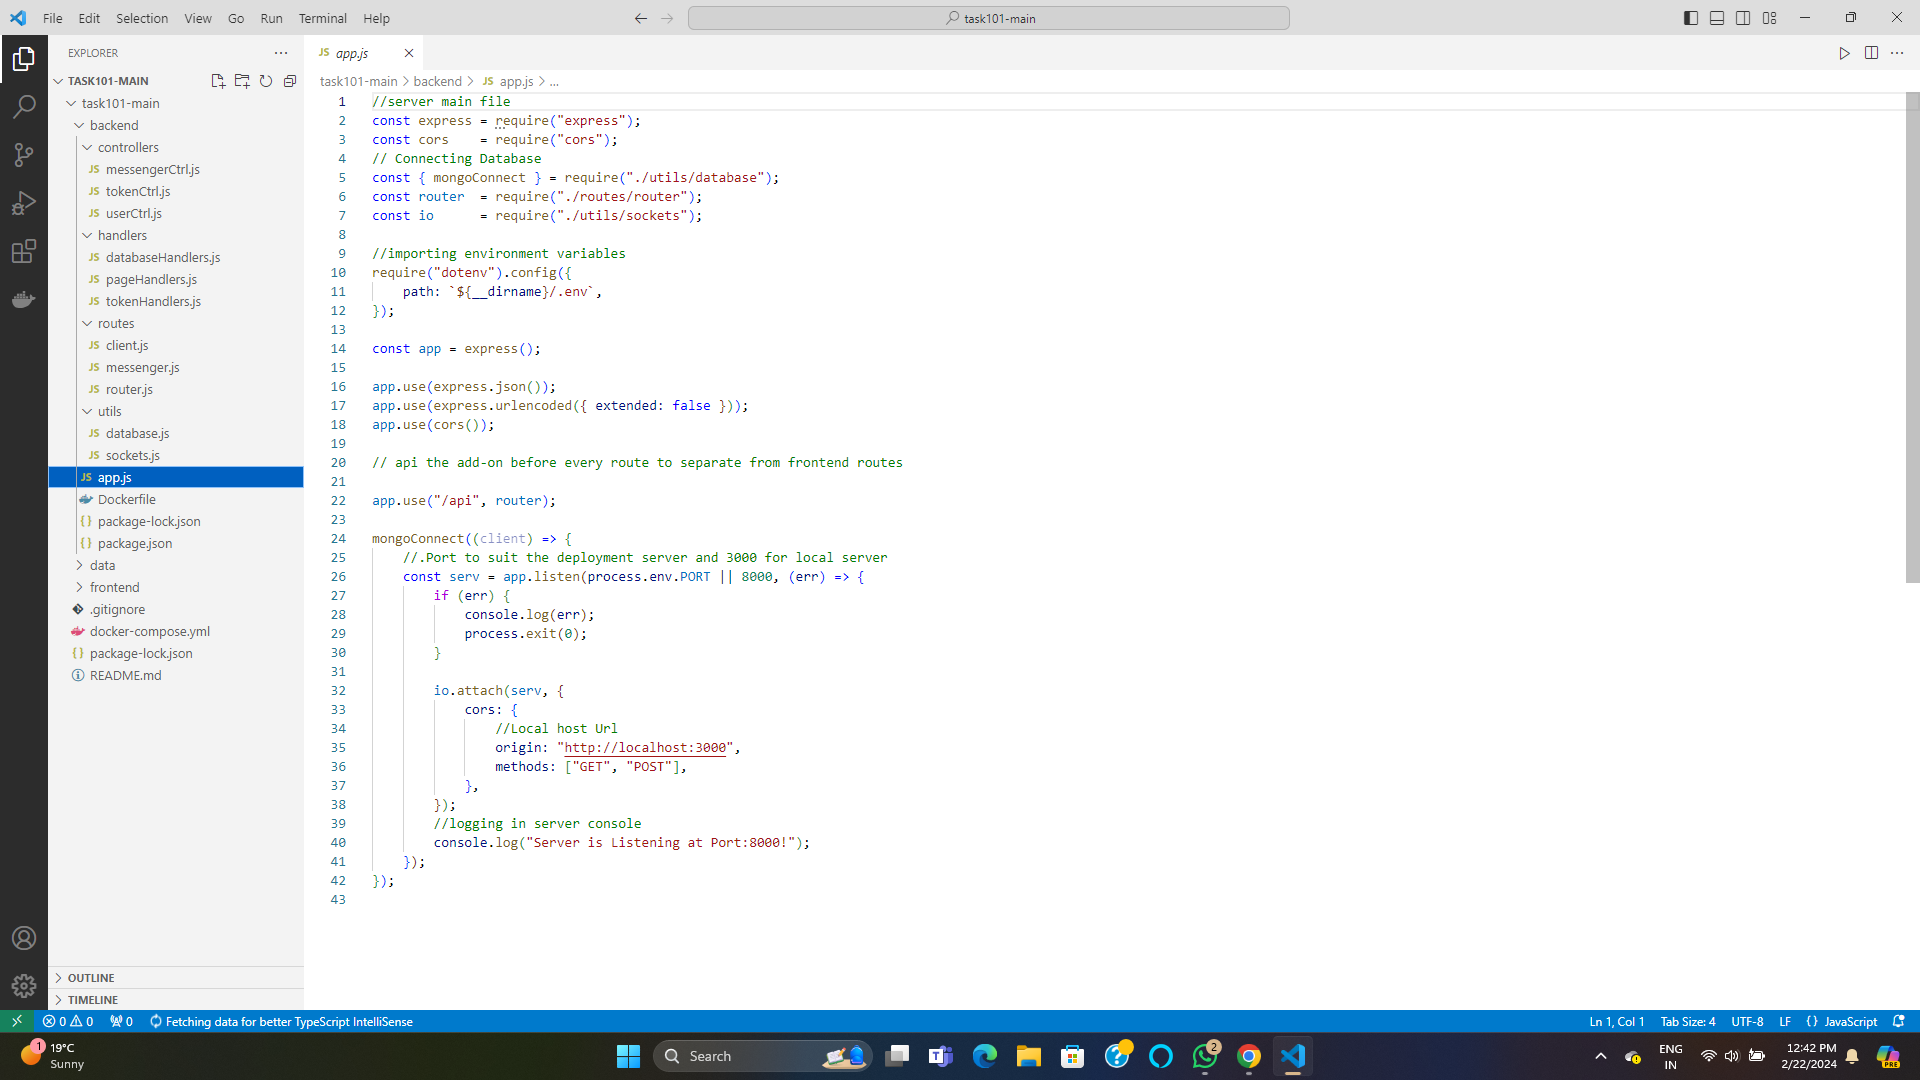 File Edit Selection View Go Run Terminal Help
task101-main
EXPLORER
TASK101-MAIN
task101-main
backend
controllers
JS messengerCtrl.js
JS tokenCtrl.js
JS userCtrl.js
handlers
JS databaseHandlers.js
JS pageHandlers.js
JS tokenHandlers.js
routes
JS client.js
JS messenger.js
JS router.js
utils
JS database.js
JS sockets.js
JS app.js
Dockerfile
{} package-lock.json
{} package.json
data
frontend
.gitignore
docker-compose.yml
{} package-lock.json
README.md
OUTLINE
TIMELINE
JS app.js
task101-main > backend > JS app.js > ...
1 //server main file
2 const express = require("express");
3 const cors    = require("cors");
4 // Connecting Database
5 const { mongoConnect } = require("./utils/database");
6 const router  = require("./routes/router");
7 const io      = require("./utils/sockets");
8
9 //importing environment variables
10 require("dotenv").config({
11     path: `${__dirname}/.env`,
12 });
13
14 const app = express();
15
16 app.use(express.json());
17 app.use(express.urlencoded({ extended: false }));
18 app.use(cors());
19
20 // api the add-on before every route to separate from frontend routes
21
22 app.use("/api", router);
23
24 mongoConnect((client) => {
25     //.Port to suit the deployment server and 3000 for local server
26     const serv = app.listen(process.env.PORT || 8000, (err) => {
27         if (err) {
28             console.log(err);
29             process.exit(0);
30         }
31
32         io.attach(serv, {
33             cors: {
34                 //Local host Url
35                 origin: "http://localhost:3000",
36                 methods: ["GET", "POST"],
37             },
38         });
39         //logging in server console
40         console.log("Server is Listening at Port:8000!");
41     });
42 });
43
0 0 0 Fetching data for better TypeScript IntelliSense
Ln 1, Col 1 Tab Size: 4 UTF-8 LF {} JavaScript
1 19°C
Sunny
Search
2
ENG
IN
12:42 PM
2/22/2024
PRE